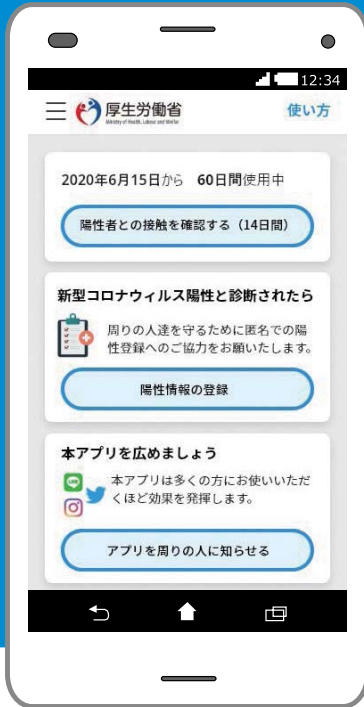 12:34
厚生労働省
Ministry of Health, Labour and Welfare
使い方
2020年6月15日から 60日間使用中
陽性者との接触を確認する（14日間）
新型コロナウィルス陽性と診断されたら
周りの人達を守るために匿名での陽
性登録へのご協力をお願いいたします。
陽性情報の登録
本アプリを広めましょう
本アプリは多くの方にお使いいただ
くほど効果を発揮します。
LINE
アプリを周りの人に知らせる